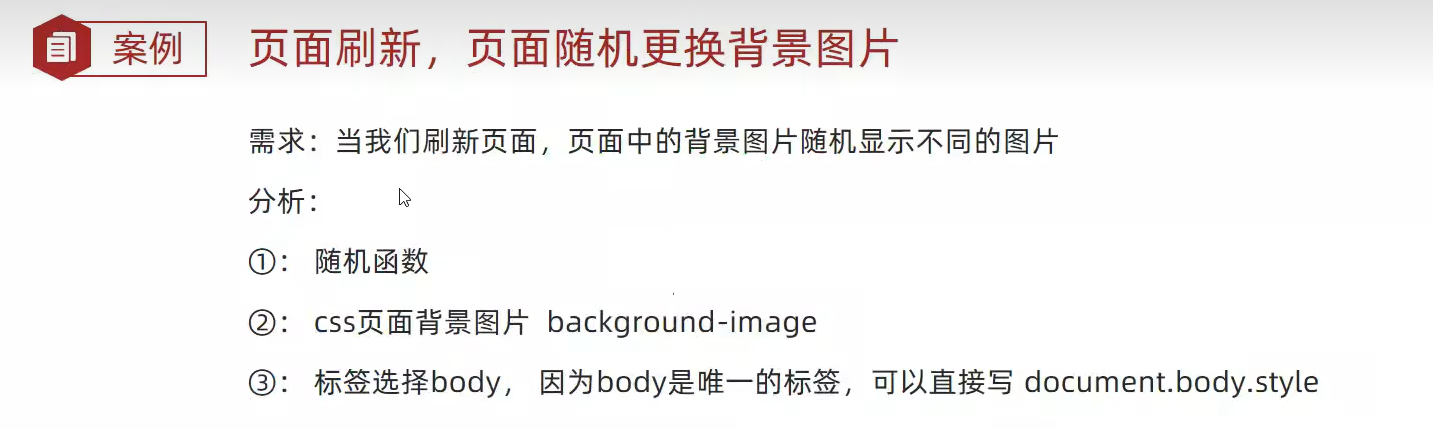 案例
页面刷新，页面随机更换背景图片
需求：当我们刷新页面，页面中的背景图片随机显示不同的图片
分析：
①： 随机函数
②： css页面背景图片 background-image
③： 标签选择body， 因为body是唯一的标签，可以直接写 document.body.style